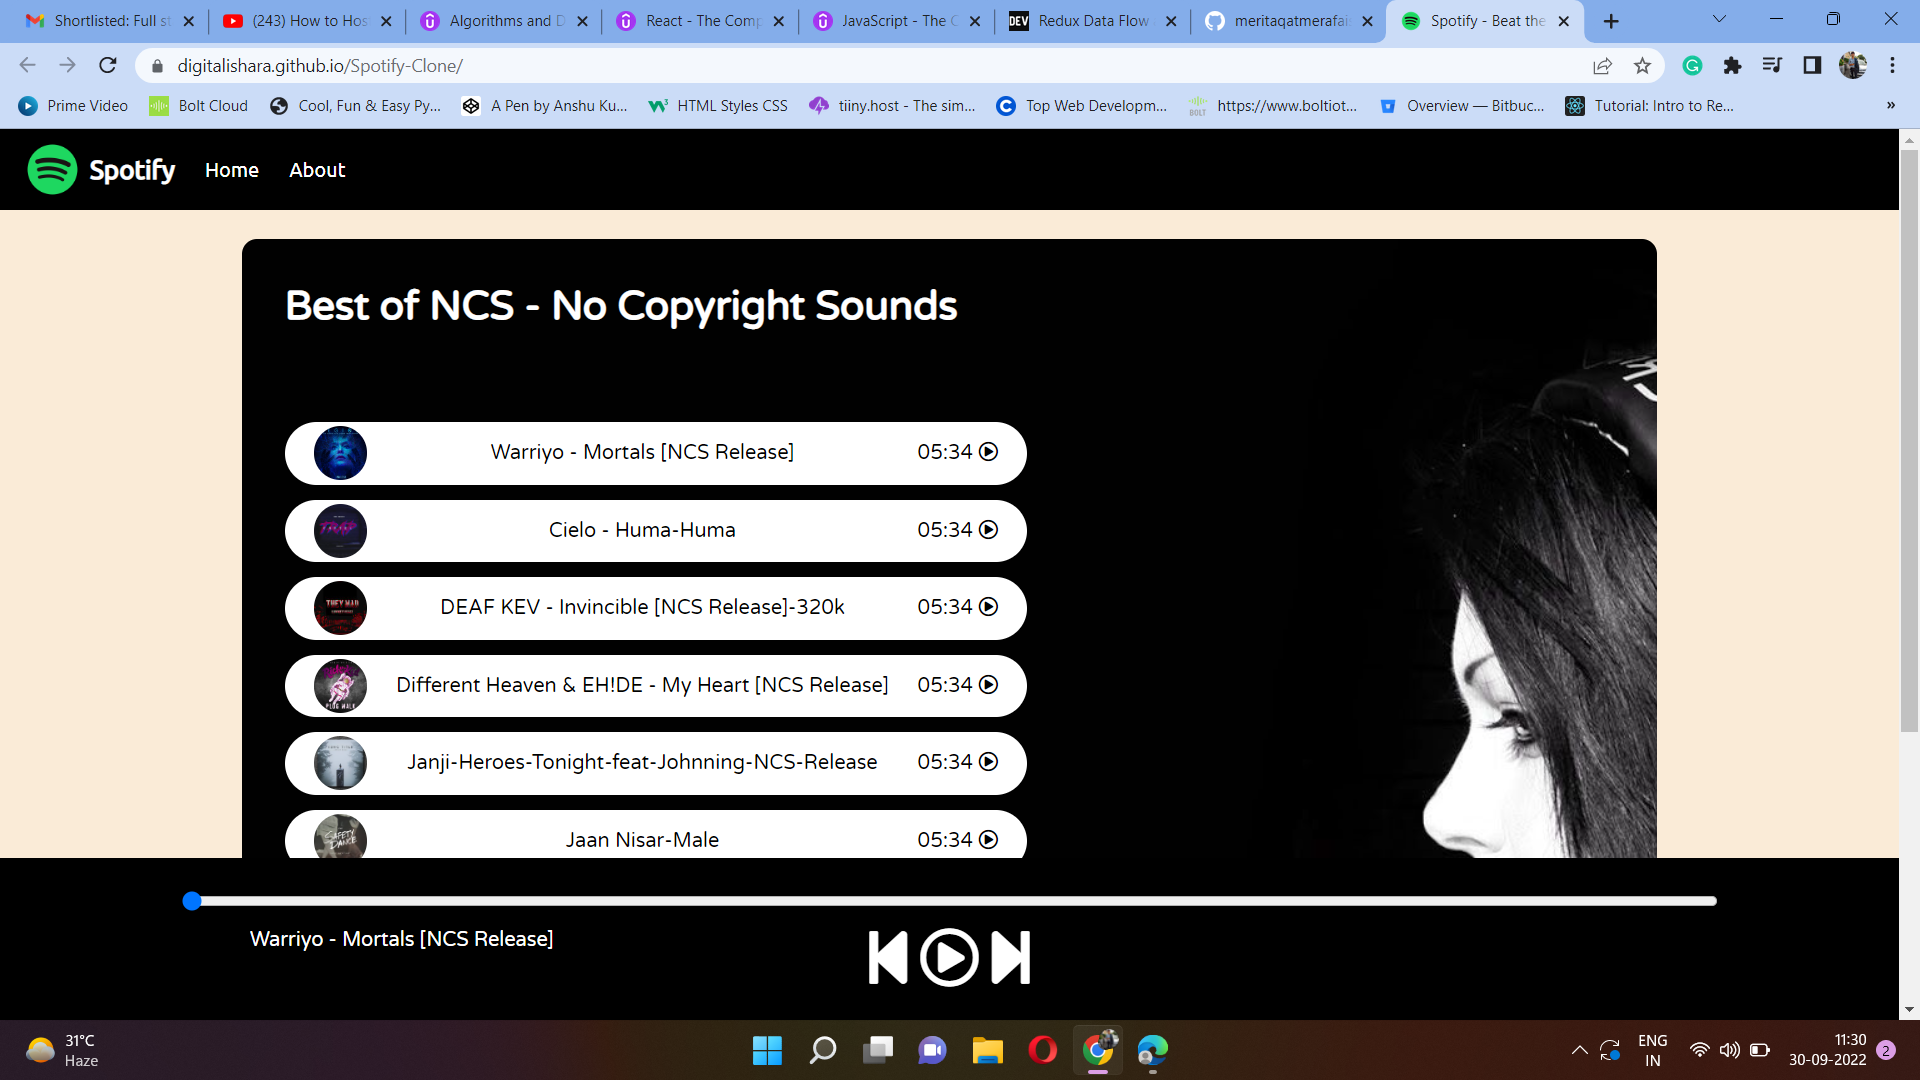 Shortlisted: Full st
(243) How to Hos
Algorithms and D
React - The Comp
JavaScript - The C
DEV
Redux Data Flow
meritaqatmerafai
Spotify - Beat the
digitalishara.github.io/Spotify-Clone/
Prime Video
Bolt Cloud
Cool, Fun & Easy Py...
A Pen by Anshu Ku...
HTML Styles CSS
tiiny.host - The sim...
Top Web Developm...
BOLT
https://www.boltiot...
Overview — Bitbuc...
Tutorial: Intro to Re...
»
Spotify
Home
About
Best of NCS - No Copyright Sounds
Warriyo - Mortals [NCS Release]
05:34
Cielo - Huma-Huma
05:34
DEAF KEV - Invincible [NCS Release]-320k
05:34
Different Heaven & EH!DE - My Heart [NCS Release]
05:34
Janji-Heroes-Tonight-feat-Johnning-NCS-Release
05:34
SAFETY
DANCE
Jaan Nisar-Male
05:34
Warriyo - Mortals [NCS Release]
31°C
Haze
ENG
IN
11:30
30-09-2022
2